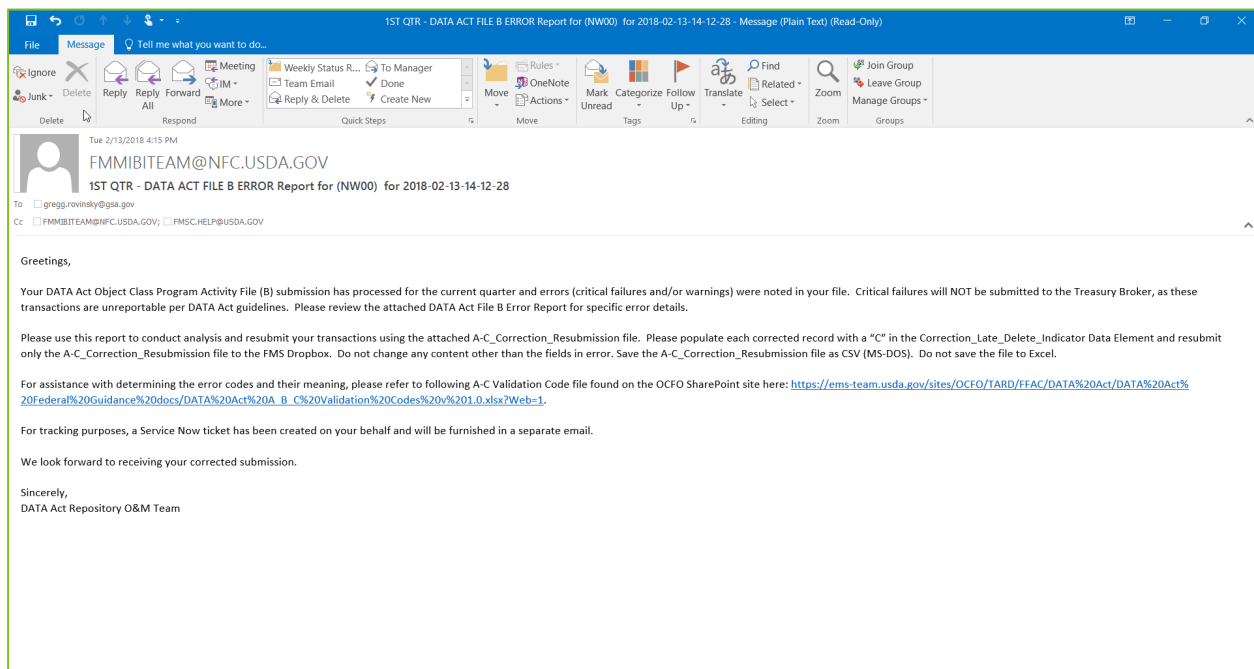 1ST QTR - DATA ACT FILE B ERROR Report for (NW00)  for 2018-02-13-14-12-28 - Message (Plain Text) (Read-Only)
File Message Tell me what you want to do...
Ignore
Junk
Delete
Reply
Reply All
Forward
Meeting
IM
More
Weekly Status R...
To Manager
Team Email
Done
Reply & Delete
Create New
Move
Rules
OneNote
Actions
Mark Unread
Categorize
Follow Up
Translate
Find
Related
Select
Zoom
Join Group
Leave Group
Manage Groups
Delete Respond Quick Steps Move Tags Editing Zoom Groups
Tue 2/13/2018 4:15 PM
FMMIBITEAM@NFC.USDA.GOV
1ST QTR - DATA ACT FILE B ERROR Report for (NW00)  for 2018-02-13-14-12-28
To gregg.rovinsky@gsa.gov
Cc FMMIBITEAM@NFC.USDA.GOV; FMSC.HELP@USDA.GOV
Greetings,
Your DATA Act Object Class Program Activity File (B) submission has processed for the current quarter and errors (critical failures and/or warnings) were noted in your file.  Critical failures will NOT be submitted to the Treasury Broker, as these
transactions are unreportable per DATA Act guidelines.  Please review the attached DATA Act File B Error Report for specific error details.
Please use this report to conduct analysis and resubmit your transactions using the attached A-C_Correction_Resubmission file.  Please populate each corrected record with a “C” in the Correction_Late_Delete_Indicator Data Element and resubmit
only the A-C_Correction_Resubmission file to the FMS Dropbox.  Do not change any content other than the fields in error. Save the A-C_Correction_Resubmission file as CSV (MS-DOS).  Do not save the file to Excel.
For assistance with determining the error codes and their meaning, please refer to following A-C Validation Code file found on the OCFO SharePoint site here: https://ems-team.usda.gov/sites/OCFO/TARD/FFAC/DATA%20Act/DATA%20Act%
20Federal%20Guidance%20docs/DATA%20Act%20A_B_C%20Validation%20Codes%20v%201.0.xlsx?Web=1.
For tracking purposes, a Service Now ticket has been created on your behalf and will be furnished in a separate email.
We look forward to receiving your corrected submission.
Sincerely,
DATA Act Repository O&M Team